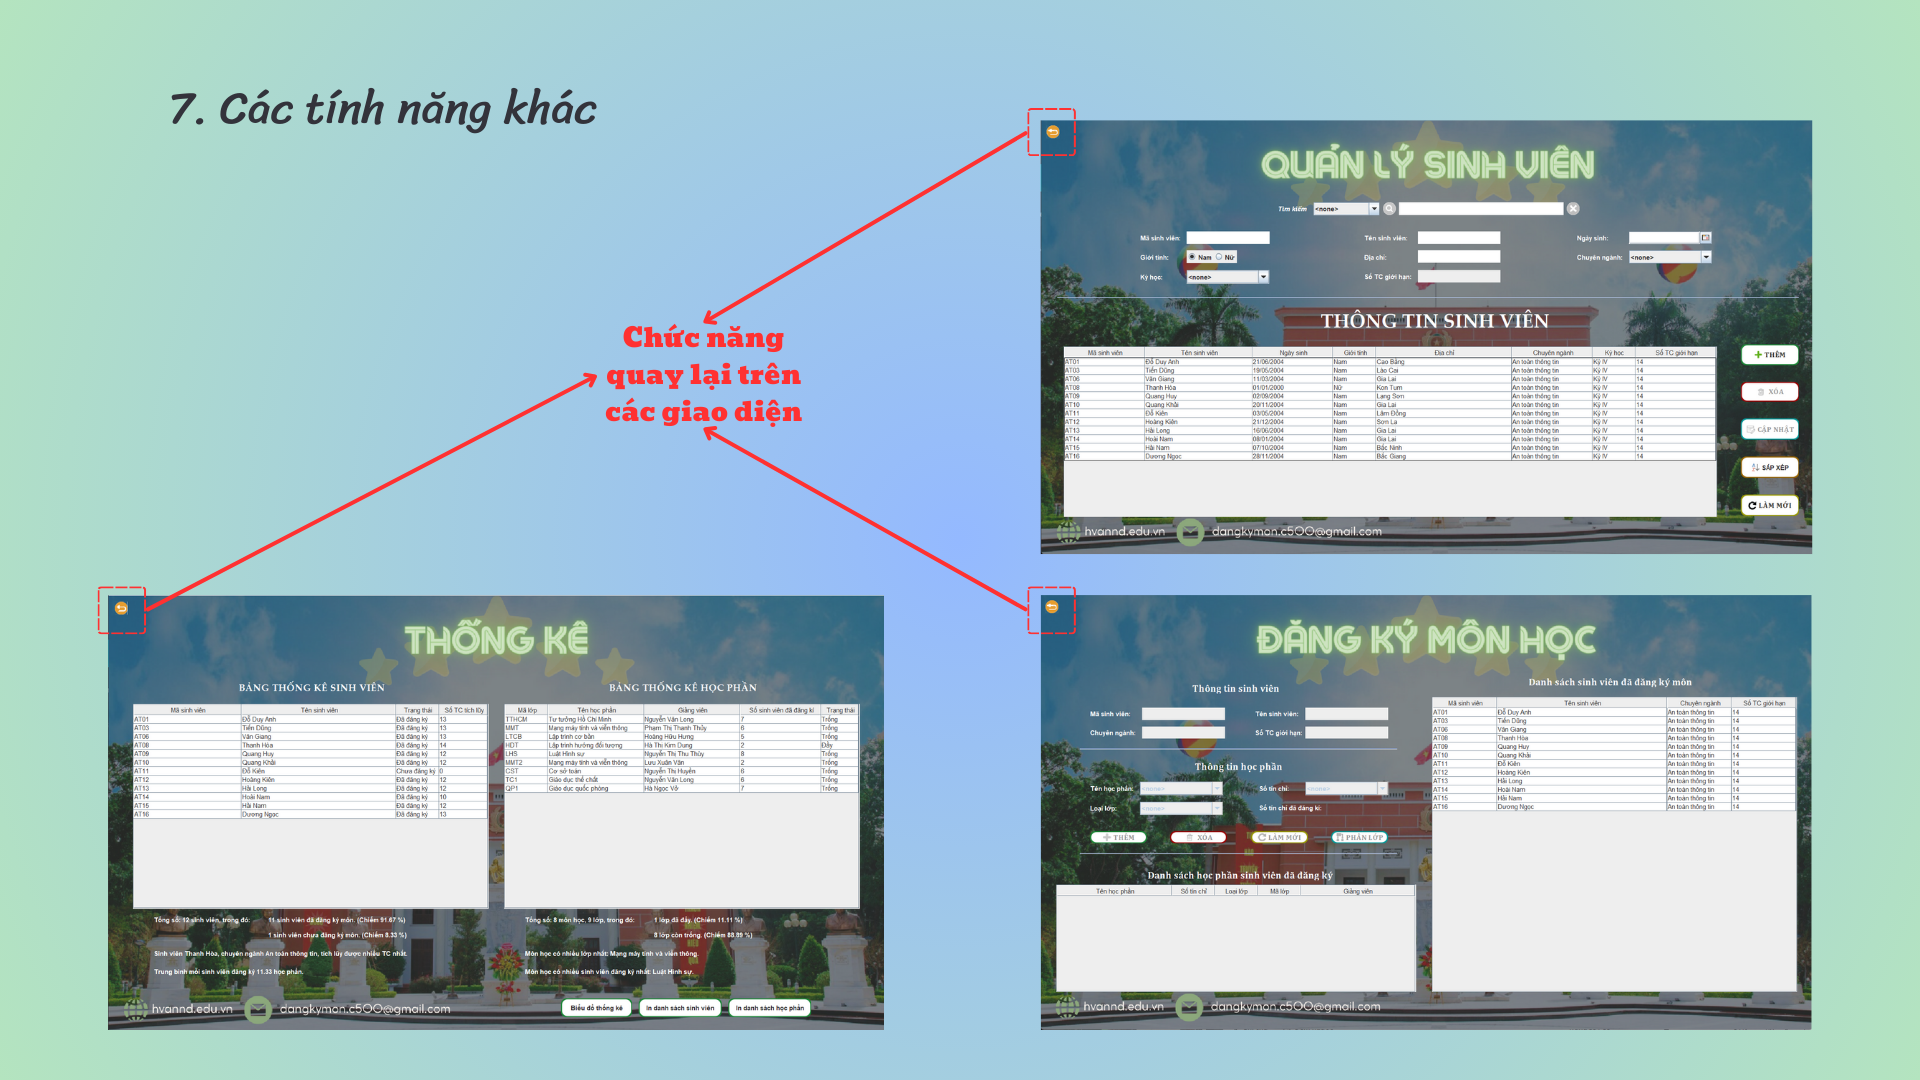 7. Các tính năng khác
Chức năng
quay lại trên
các giao diện
QUẢN LÝ SINH VIÊN
Tìm kiếm <none>
Mã sinh viên: Tên sinh viên: Ngày sinh:
Giới tính: Nam Nữ Địa chỉ: Chuyên ngành: <none>
Kỳ học: <none> Số TC giới hạn:
THÔNG TIN SINH VIÊN
Mã sinh viên Tên sinh viên Ngày sinh Giới tính Địa chỉ Chuyên ngành Kỳ học Số TC giới hạn
AT01 Đỗ Duy Anh 21/06/2004 Nam Cao Bằng An toàn thông tin Kỳ IV 14
AT03 Tiến Dũng 19/05/2004 Nam Lào Cai An toàn thông tin Kỳ IV 14
AT06 Văn Giang 11/03/2004 Nam Gia Lai An toàn thông tin Kỳ IV 14
AT08 Thanh Hòa 01/01/2000 Nữ Kon Tum An toàn thông tin Kỳ IV 14
AT09 Quang Huy 02/09/2004 Nam Lạng Sơn An toàn thông tin Kỳ IV 14
AT10 Quang Khải 20/11/2004 Nam Gia Lai An toàn thông tin Kỳ IV 14
AT11 Đỗ Kiên 03/05/2004 Nam Lâm Đồng An toàn thông tin Kỳ IV 14
AT12 Hoàng Kiên 21/12/2004 Nam Sơn La An toàn thông tin Kỳ IV 14
AT13 Hải Long 16/06/2004 Nam Gia Lai An toàn thông tin Kỳ IV 14
AT14 Hoài Nam 08/01/2004 Nam Gia Lai An toàn thông tin Kỳ IV 14
AT15 Hải Nam 07/10/2004 Nam Bắc Ninh An toàn thông tin Kỳ IV 14
AT16 Dương Ngọc 28/11/2004 Nam Bắc Giang An toàn thông tin Kỳ IV 14
THÊM
XÓA
CẬP NHẬT
SẮP XẾP
LÀM MỚI
hvannd.edu.vn dangkymon.c500@gmail.com
THỐNG KÊ
BẢNG THỐNG KÊ SINH VIÊN
Mã sinh viên Tên sinh viên Trạng thái Số TC tích lũy
AT01 Đỗ Duy Anh Đã đăng ký 13
AT03 Tiến Dũng Đã đăng ký 13
AT06 Văn Giang Đã đăng ký 13
AT08 Thanh Hòa Đã đăng ký 14
AT09 Quang Huy Đã đăng ký 12
AT10 Quang Khải Đã đăng ký 12
AT11 Đỗ Kiên Chưa đăng ký 0
AT12 Hoàng Kiên Đã đăng ký 12
AT13 Hải Long Đã đăng ký 12
AT14 Hoài Nam Đã đăng ký 10
AT15 Hải Nam Đã đăng ký 12
AT16 Dương Ngọc Đã đăng ký 13
Tổng số: 12 sinh viên, trong đó: 11 sinh viên đã đăng ký môn. (Chiếm 91.67 %)
1 sinh viên chưa đăng ký môn. (Chiếm 8.33 %)
Sinh viên Thanh Hòa, chuyên ngành An toàn thông tin, tích lũy được nhiều TC nhất.
Trung bình mỗi sinh viên đăng ký 11.33 học phần.
BẢNG THỐNG KÊ HỌC PHẦN
Mã lớp Tên học phần Giảng viên Số sinh viên đã đăng kí Trạng thái
TTHCM Tư tưởng Hồ Chí Minh Nguyễn Văn Long 7 Trống
MMT Mạng máy tính và viễn thông Phạm Thị Thanh Thủy 6 Trống
LTCB Lập trình cơ bản Hoàng Hữu Hưng 5 Trống
HDT Lập trình hướng đối tượng Hà Thị Kim Dung 2 Đầy
LHS Luật Hình sự Nguyễn Thị Thu Thủy 8 Trống
MMT2 Mạng máy tính và viễn thông Lưu Xuân Văn 2 Trống
CST Cơ sở toán Nguyễn Thị Huyền 6 Trống
TC1 Giáo dục thể chất Nguyễn Văn Long 6 Trống
QP1 Giáo dục quốc phòng Hà Ngọc Vở 7 Trống
Tổng số: 8 môn học, 9 lớp, trong đó: 1 lớp đã đầy. (Chiếm 11.11 %)
8 lớp còn trống. (Chiếm 88.89 %)
Môn học có nhiều lớp nhất: Mạng máy tính và viễn thông.
Môn học có nhiều sinh viên đăng ký nhất: Luật Hình sự.
Biểu đồ thống kê In danh sách sinh viên In danh sách học phần
hvannd.edu.vn dangkymon.c500@gmail.com
ĐĂNG KÝ MÔN HỌC
Thông tin sinh viên
Mã sinh viên: Tên sinh viên:
Chuyên ngành: Số TC giới hạn:
Thông tin học phần
Tên học phần: <none> Số tín chỉ: <none>
Loại lớp: <none> Số tín chỉ đã đăng kí:
THÊM XÓA LÀM MỚI PHÂN LỚP
Danh sách học phần sinh viên đã đăng ký
Tên học phần Số tín chỉ Loại lớp Mã lớp Giảng viên
Danh sách sinh viên đã đăng ký môn
Mã sinh viên Tên sinh viên Chuyên ngành Số TC giới hạn
AT01 Đỗ Duy Anh An toàn thông tin 14
AT03 Tiến Dũng An toàn thông tin 14
AT06 Văn Giang An toàn thông tin 14
AT08 Thanh Hòa An toàn thông tin 14
AT09 Quang Huy An toàn thông tin 14
AT10 Quang Khải An toàn thông tin 14
AT11 Đỗ Kiên An toàn thông tin 14
AT12 Hoàng Kiên An toàn thông tin 14
AT13 Hải Long An toàn thông tin 14
AT14 Hoài Nam An toàn thông tin 14
AT15 Hải Nam An toàn thông tin 14
AT16 Dương Ngọc An toàn thông tin 14
hvannd.edu.vn dangkymon.c500@gmail.com